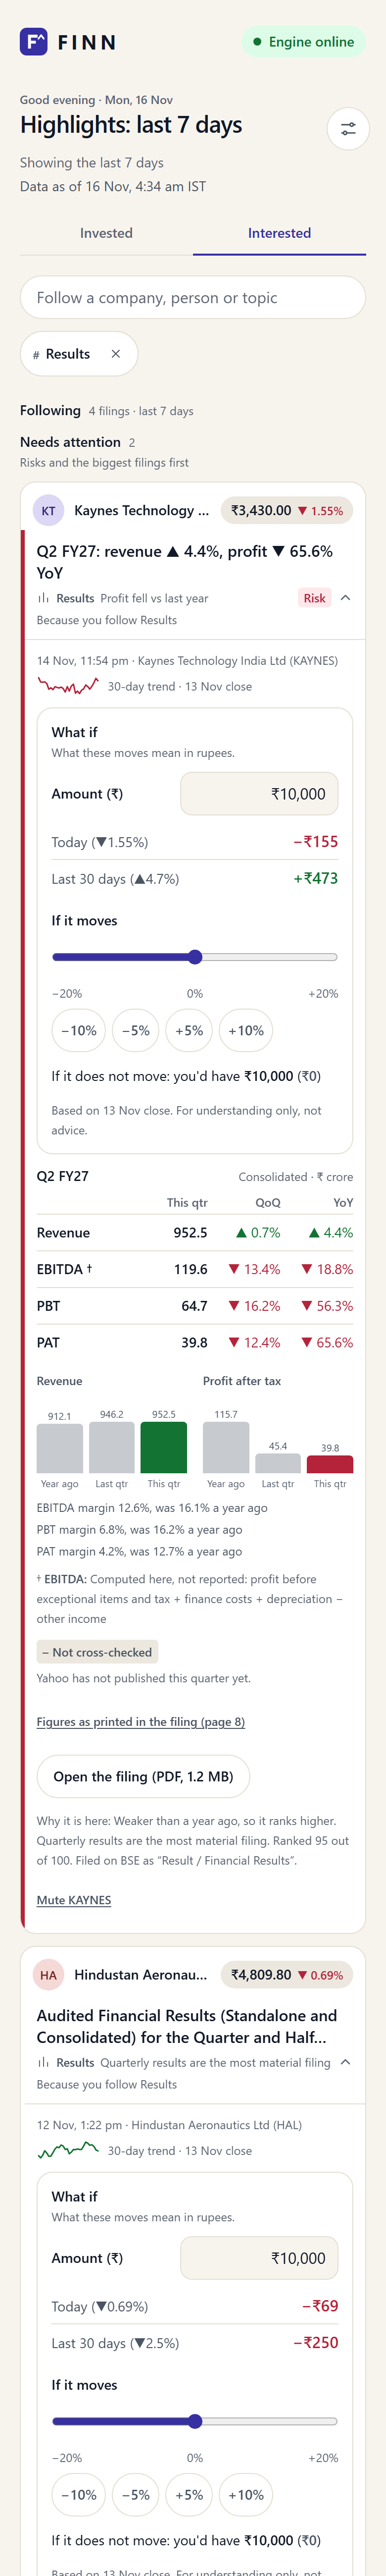 F^ FINN
Engine online
Good evening · Mon, 16 Nov
Highlights: last 7 days
Showing the last 7 days
Data as of 16 Nov, 4:34 am IST
Invested Interested
Follow a company, person or topic
# Results ×
Following 4 filings · last 7 days
Needs attention 2
Risks and the biggest filings first
KT Kaynes Technology ... ₹3,430.00 ▼ 1.55%
Q2 FY27: revenue ▲ 4.4%, profit ▼ 65.6%
YoY
Results Profit fell vs last year Risk
Because you follow Results
14 Nov, 11:54 pm · Kaynes Technology India Ltd (KAYNES)
30-day trend · 13 Nov close
What if
What these moves mean in rupees.
Amount (₹) ₹10,000
Today (▼1.55%) −₹155
Last 30 days (▲4.7%) +₹473
If it moves
−20% 0% +20%
−10% −5% +5% +10%
If it does not move: you'd have ₹10,000 (₹0)
Based on 13 Nov close. For understanding only, not
advice.
Q2 FY27 Consolidated · ₹ crore
This qtr QoQ YoY
Revenue 952.5 ▲ 0.7% ▲ 4.4%
EBITDA † 119.6 ▼ 13.4% ▼ 18.8%
PBT 64.7 ▼ 16.2% ▼ 56.3%
PAT 39.8 ▼ 12.4% ▼ 65.6%
Revenue Profit after tax
912.1 946.2 952.5 115.7 45.4 39.8
Year ago Last qtr This qtr Year ago Last qtr This qtr
EBITDA margin 12.6%, was 16.1% a year ago
PBT margin 6.8%, was 16.2% a year ago
PAT margin 4.2%, was 12.7% a year ago
† EBITDA: Computed here, not reported: profit before
exceptional items and tax + finance costs + depreciation −
other income
– Not cross-checked
Yahoo has not published this quarter yet.
Figures as printed in the filing (page 8)
Open the filing (PDF, 1.2 MB)
Why it is here: Weaker than a year ago, so it ranks higher.
Quarterly results are the most material filing. Ranked 95 out
of 100. Filed on BSE as “Result / Financial Results”.
Mute KAYNES
HA Hindustan Aeronau... ₹4,809.80 ▼ 0.69%
Audited Financial Results (Standalone and
Consolidated) for the Quarter and Half...
Results Quarterly results are the most material filing
Because you follow Results
12 Nov, 1:22 pm · Hindustan Aeronautics Ltd (HAL)
30-day trend · 13 Nov close
What if
What these moves mean in rupees.
Amount (₹) ₹10,000
Today (▼0.69%) −₹69
Last 30 days (▼2.5%) −₹250
If it moves
−20% 0% +20%
−10% −5% +5% +10%
If it does not move: you'd have ₹10,000 (₹0)
Based on 13 Nov close. For understanding only, not